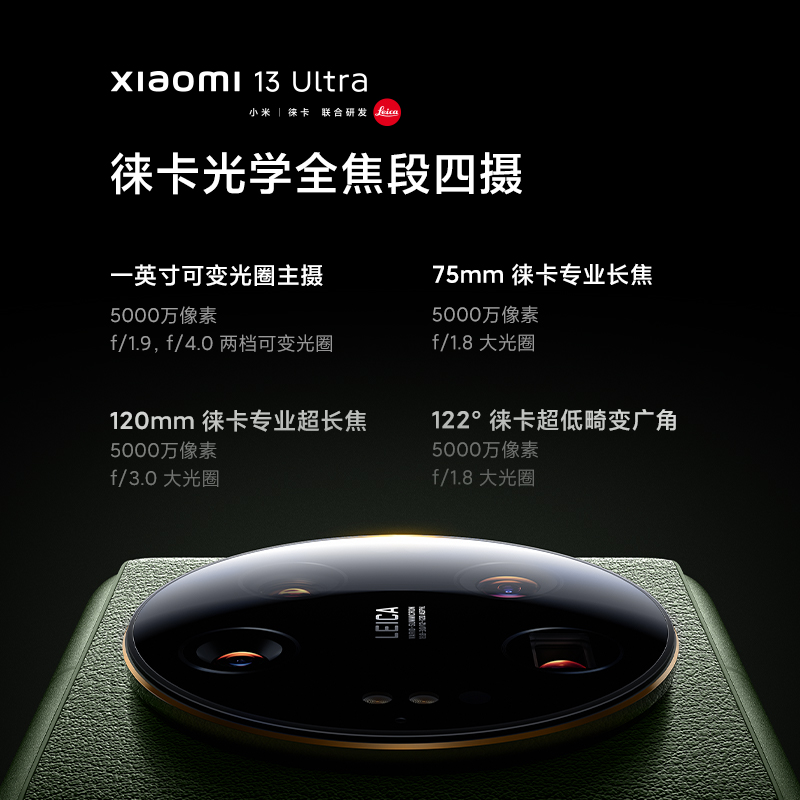 xiaomi 13 Ultra
小米 | 徕卡 联合研发 Leica
徕卡光学全焦段四摄
一英寸可变光圈主摄
5000万像素
f/1.9, f/4.0 两档可变光圈
75mm 徕卡专业长焦
5000万像素
f/1.8 大光圈
120mm 徕卡专业超长焦
5000万像素
f/3.0 大光圈
122° 徕卡超低畸变广角
5000万像素
f/1.8 大光圈
LEICA